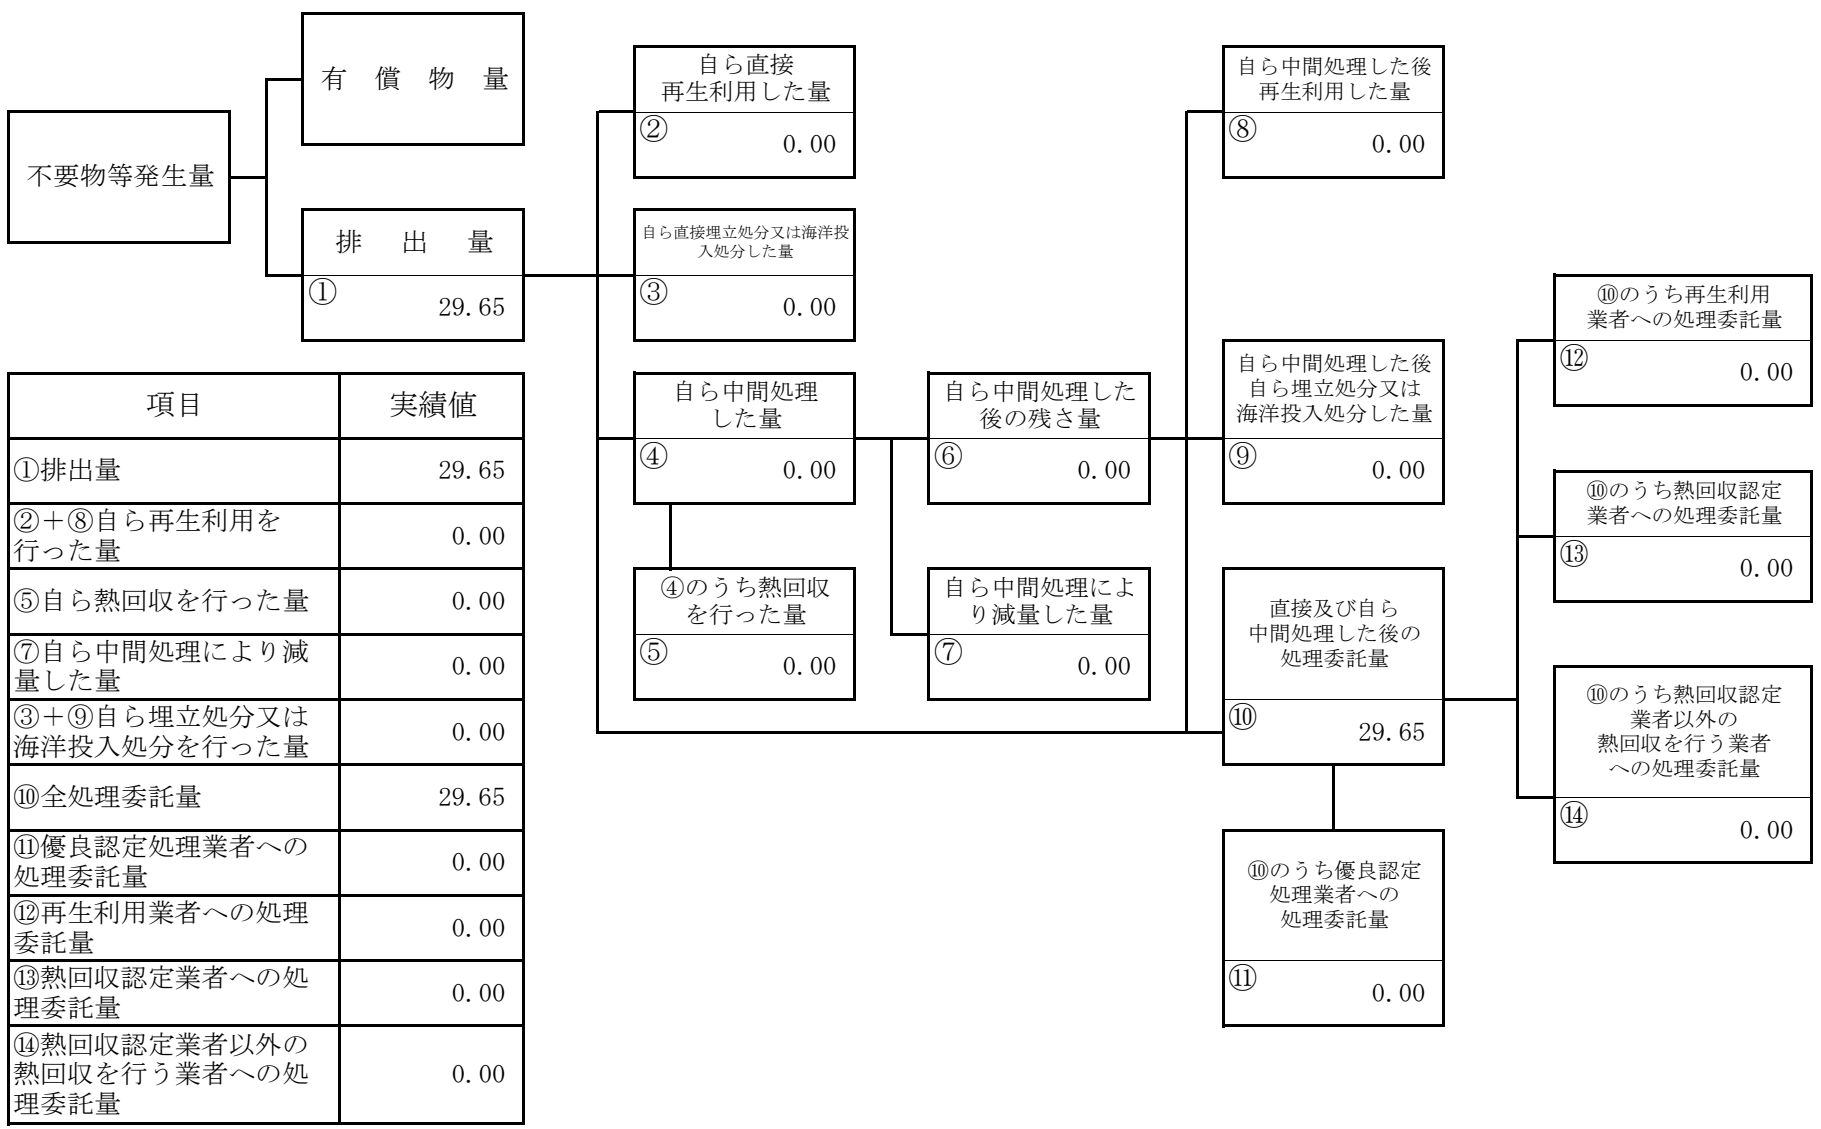 有　償　物　量
不要物等発生量
排　出　量
①
29.65
自ら直接
再生利用した量
②
0.00
自ら直接埋立処分又は海洋投
入処分した量
③
0.00
自ら中間処理
した量
④
0.00
④のうち熱回収
を行った量
⑤
0.00
自ら中間処理した
後の残さ量
⑥
0.00
自ら中間処理によ
り減量した量
⑦
0.00
自ら中間処理した後
再生利用した量
⑧
0.00
自ら中間処理した後
自ら埋立処分又は
海洋投入処分した量
⑨
0.00
直接及び自ら
中間処理した後の
処理委託量
⑩
29.65
⑩のうち優良認定
処理業者への
処理委託量
⑪
0.00
⑩のうち再生利用
業者への処理委託量
⑫
0.00
⑩のうち熱回収認定
業者への処理委託量
⑬
0.00
⑩のうち熱回収認定
業者以外の
熱回収を行う業者
への処理委託量
⑭
0.00
項目 実績値
①排出量 29.65
②＋⑧自ら再生利用を
行った量 0.00
⑤自ら熱回収を行った量 0.00
⑦自ら中間処理により減
量した量 0.00
③＋⑨自ら埋立処分又は
海洋投入処分を行った量 0.00
⑩全処理委託量 29.65
⑪優良認定処理業者への
処理委託量 0.00
⑫再生利用業者への処理
委託量 0.00
⑬熱回収認定業者への処
理委託量 0.00
⑭熱回収認定業者以外の
熱回収を行う業者への処
理委託量 0.00